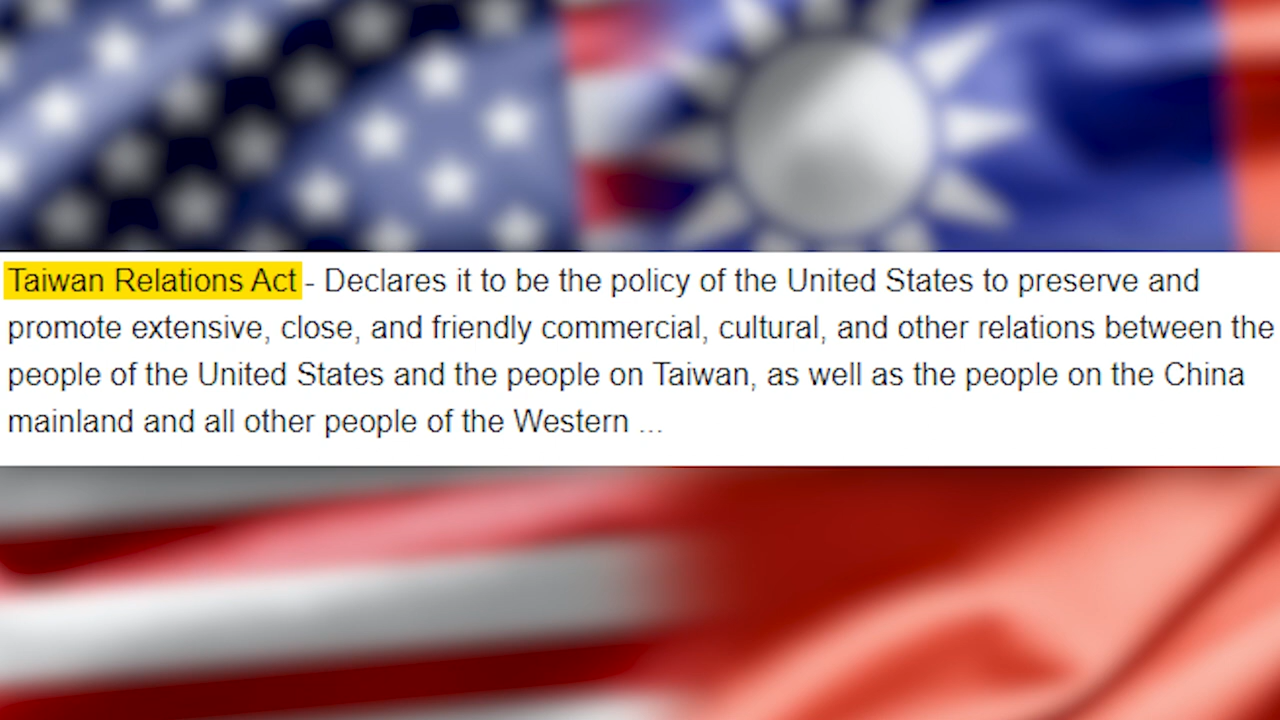 Taiwan Relations Act - Declares it to be the policy of the United States to preserve and
promote extensive, close, and friendly commercial, cultural, and other relations between the
people of the United States and the people on Taiwan, as well as the people on the China
mainland and all other people of the Western ...